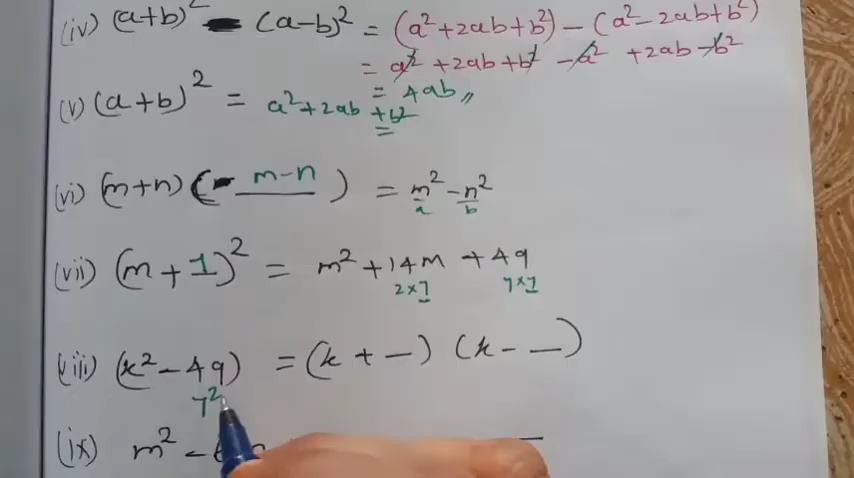 (iv) (a+b)² - (a-b)² = (a²+2ab+b²) - (a²-2ab+b²)
= a² +2ab+b² -a² +2ab-b²
= 4ab,,
(v) (a+b)² = a²+2ab +b²
(vi) (m+n) ( m-n ) = m² - n²
a b
(vii) (m+7)² = m² +14m +49
2×7 7×7
(viii) (k² - 49) = (k + _) (k - _)
7²
(ix) m² -